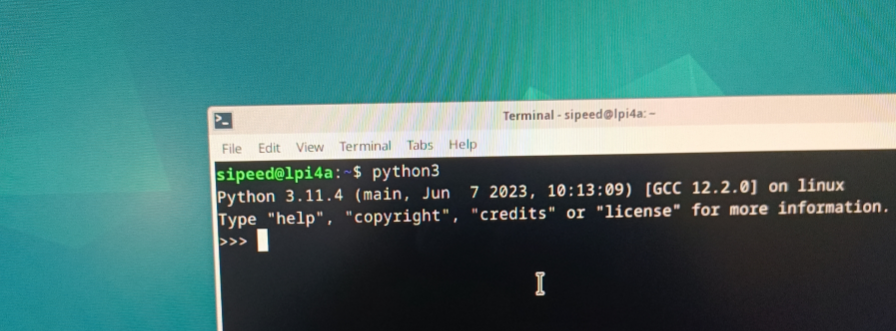 Terminal - sipeed@lpi4a: ~
File Edit View Terminal Tabs Help
sipeed@lpi4a:~$ python3
Python 3.11.4 (main, Jun  7 2023, 10:13:09) [GCC 12.2.0] on linux
Type "help", "copyright", "credits" or "license" for more information.
>>>